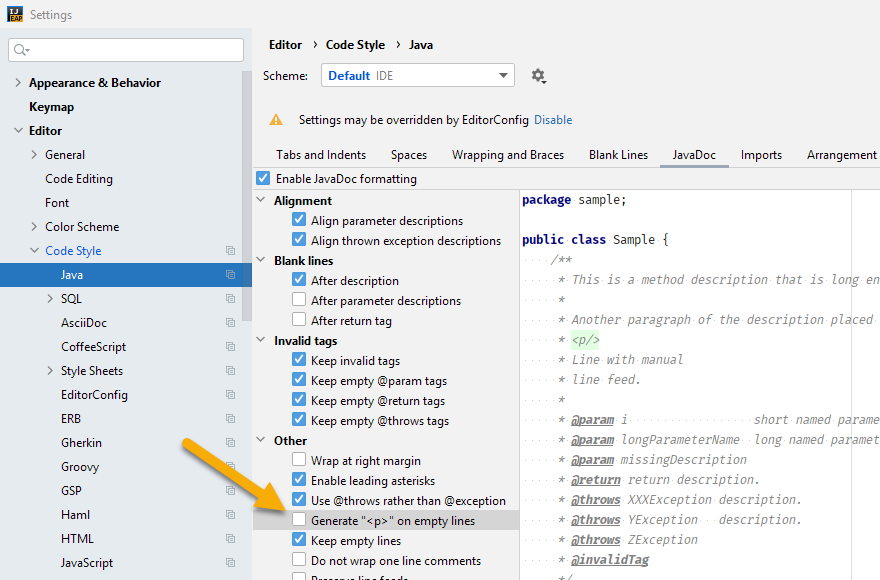 IJ
EAP
Settings
Appearance & Behavior
Keymap
Editor
General
Code Editing
Font
Color Scheme
Code Style
Java
SQL
AsciiDoc
CoffeeScript
Style Sheets
EditorConfig
ERB
Gherkin
Groovy
GSP
Haml
HTML
JavaScript
Editor › Code Style › Java
Scheme: Default IDE
Settings may be overridden by EditorConfig Disable
Tabs and Indents Spaces Wrapping and Braces Blank Lines JavaDoc Imports Arrangement
Enable JavaDoc formatting
Alignment
Align parameter descriptions
Align thrown exception descriptions
Blank lines
After description
After parameter descriptions
After return tag
Invalid tags
Keep invalid tags
Keep empty @param tags
Keep empty @return tags
Keep empty @throws tags
Other
Wrap at right margin
Enable leading asterisks
Use @throws rather than @exception
Generate "<p>" on empty lines
Keep empty lines
Do not wrap one line comments
Preserve line feeds
package sample;
public class Sample {
/**
* This is a method description that is long en
*
* Another paragraph of the description placed
* <p/>
* Line with manual
* line feed.
*
* @param i short named parame
* @param longParameterName long named paramet
* @param missingDescription
* @return return description.
* @throws XXXException description.
* @throws YException description.
* @throws ZException
* @invalidTag
*/